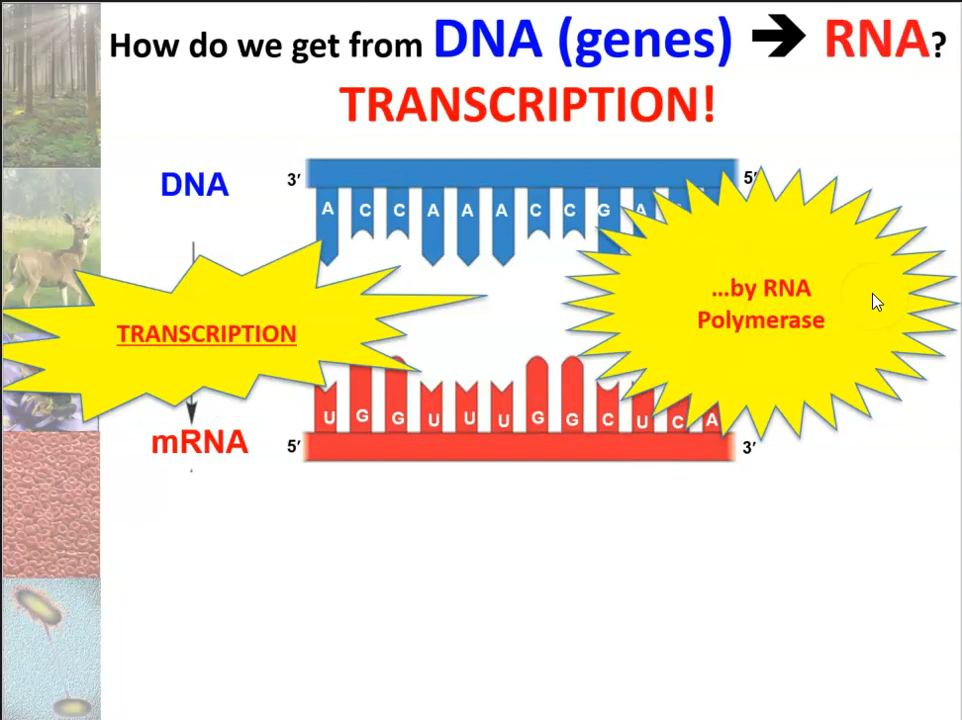 How do we get from DNA (genes) → RNA?
TRANSCRIPTION!
DNA
3′ 5′
A C C A A A C C G A
TRANSCRIPTION
...by RNA
Polymerase
U G G U U U G G C U C A
mRNA
5′ 3′